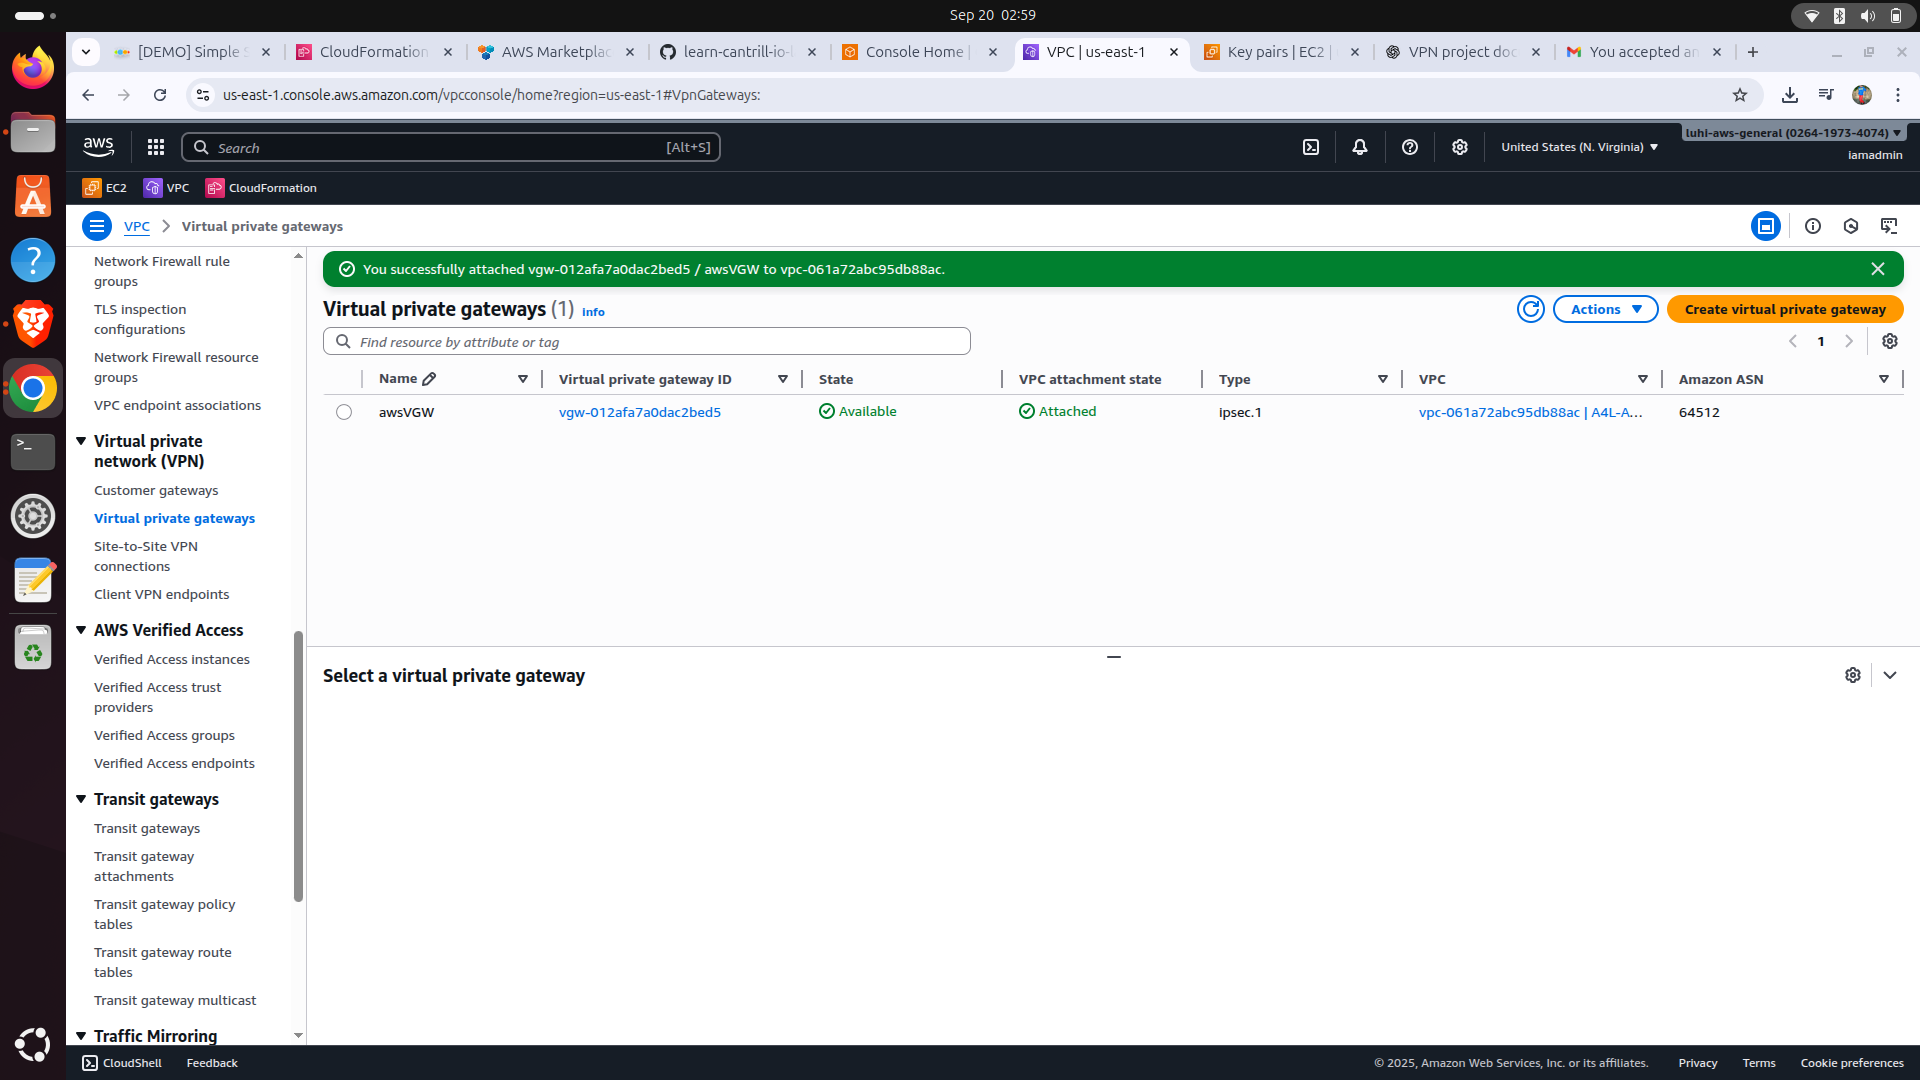 Sep 20 02:59
[DEMO] Simple S
CloudFormation
AWS Marketplac
learn-cantrill-io-l
Console Home |
VPC | us-east-1
Key pairs | EC2 |
VPN project doc
You accepted an
us-east-1.console.aws.amazon.com/vpcconsole/home?region=us-east-1#VpnGateways:
aws
Search
[Alt+S]
United States (N. Virginia)
luhi-aws-general (0264-1973-4074)
iamadmin
EC2
VPC
CloudFormation
VPC
Virtual private gateways
Network Firewall rule
groups
TLS inspection
configurations
Network Firewall resource
groups
VPC endpoint associations
Virtual private
network (VPN)
Customer gateways
Virtual private gateways
Site-to-Site VPN
connections
Client VPN endpoints
AWS Verified Access
Verified Access instances
Verified Access trust
providers
Verified Access groups
Verified Access endpoints
Transit gateways
Transit gateways
Transit gateway
attachments
Transit gateway policy
tables
Transit gateway route
tables
Transit gateway multicast
Traffic Mirroring
You successfully attached vgw-012afa7a0dac2bed5 / awsVGW to vpc-061a72abc95db88ac.
Virtual private gateways (1) info
Actions
Create virtual private gateway
Find resource by attribute or tag
1
Name
Virtual private gateway ID
State
VPC attachment state
Type
VPC
Amazon ASN
awsVGW
vgw-012afa7a0dac2bed5
Available
Attached
ipsec.1
vpc-061a72abc95db88ac | A4L-A...
64512
Select a virtual private gateway
CloudShell
Feedback
© 2025, Amazon Web Services, Inc. or its affiliates.
Privacy
Terms
Cookie preferences